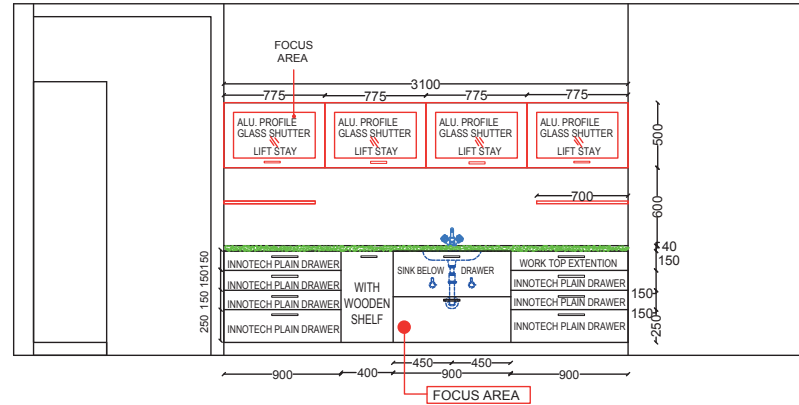 FOCUS
AREA
3100
775 775 775 775
ALU. PROFILE
GLASS SHUTTER
LIFT STAY
ALU. PROFILE
GLASS SHUTTER
LIFT STAY
ALU. PROFILE
GLASS SHUTTER
LIFT STAY
ALU. PROFILE
GLASS SHUTTER
LIFT STAY
500
700
600
40
150
150
150
250
150
150
150
250
INNOTECH PLAIN DRAWER
INNOTECH PLAIN DRAWER
INNOTECH PLAIN DRAWER
INNOTECH PLAIN DRAWER
WITH
WOODEN
SHELF
SINK BELOW DRAWER
WORK TOP EXTENTION
INNOTECH PLAIN DRAWER
INNOTECH PLAIN DRAWER
INNOTECH PLAIN DRAWER
450 450
900 400 900 900
FOCUS AREA